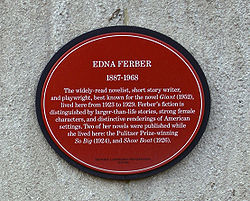 EDNA FERBER
1887-1968
The widely-read novelist, short story writer,
and playwright, best known for the novel Giant (1952),
lived here from 1923 to 1929. Ferber's fiction is
distinguished by larger-than-life stories, strong female
characters, and distinctive renderings of American
settings. Two of her novels were published while
she lived here: the Pulitzer Prize-winning
So Big (1924), and Show Boat (1926).